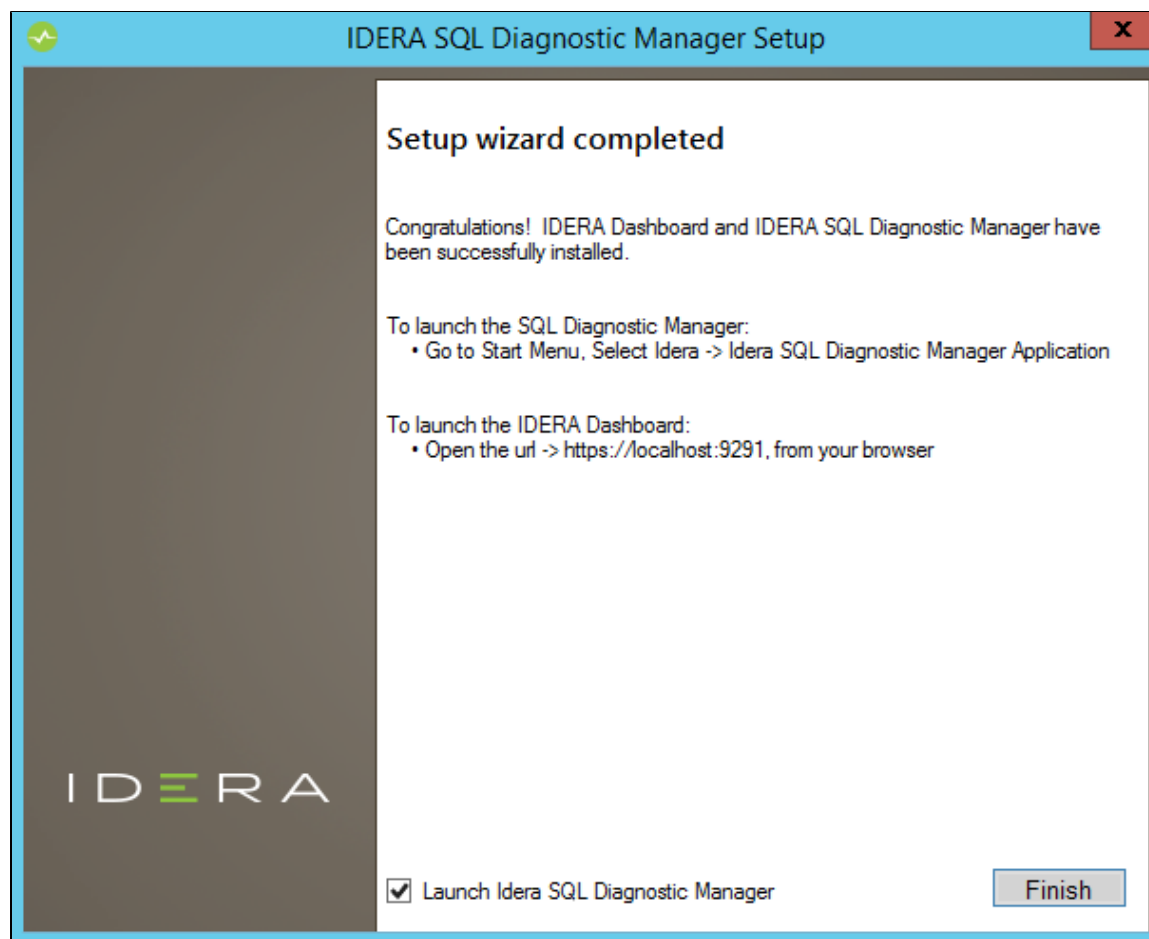 IDERA SQL Diagnostic Manager Setup
x
Setup wizard completed
Congratulations!  IDERA Dashboard and IDERA SQL Diagnostic Manager have
been successfully installed.
To launch the SQL Diagnostic Manager:
• Go to Start Menu, Select Idera -> Idera SQL Diagnostic Manager Application
To launch the IDERA Dashboard:
• Open the url -> https://localhost:9291, from your browser
IDERA
Launch Idera SQL Diagnostic Manager
Finish